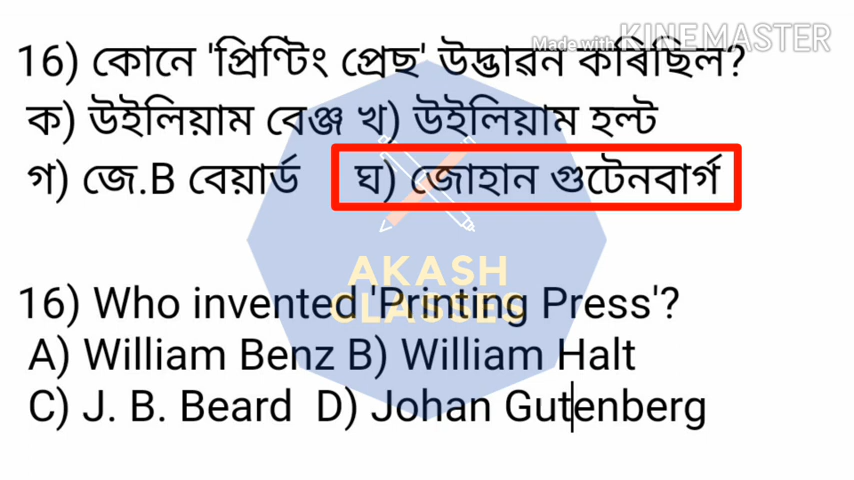 Made with KINEMASTER
16) কোনে 'প্ৰিণ্টিং প্ৰেছ' উদ্ভাৱন কৰিছিল?
ক) উইলিয়াম বেঞ্জ খ) উইলিয়াম হল্ট
গ) জে.B বেয়াৰ্ড ঘ) জোহান গুটেনবাৰ্গ
AKASH
CLASSES
16) Who invented 'Printing Press'?
A) William Benz B) William Halt
C) J. B. Beard D) Johan Gutenberg